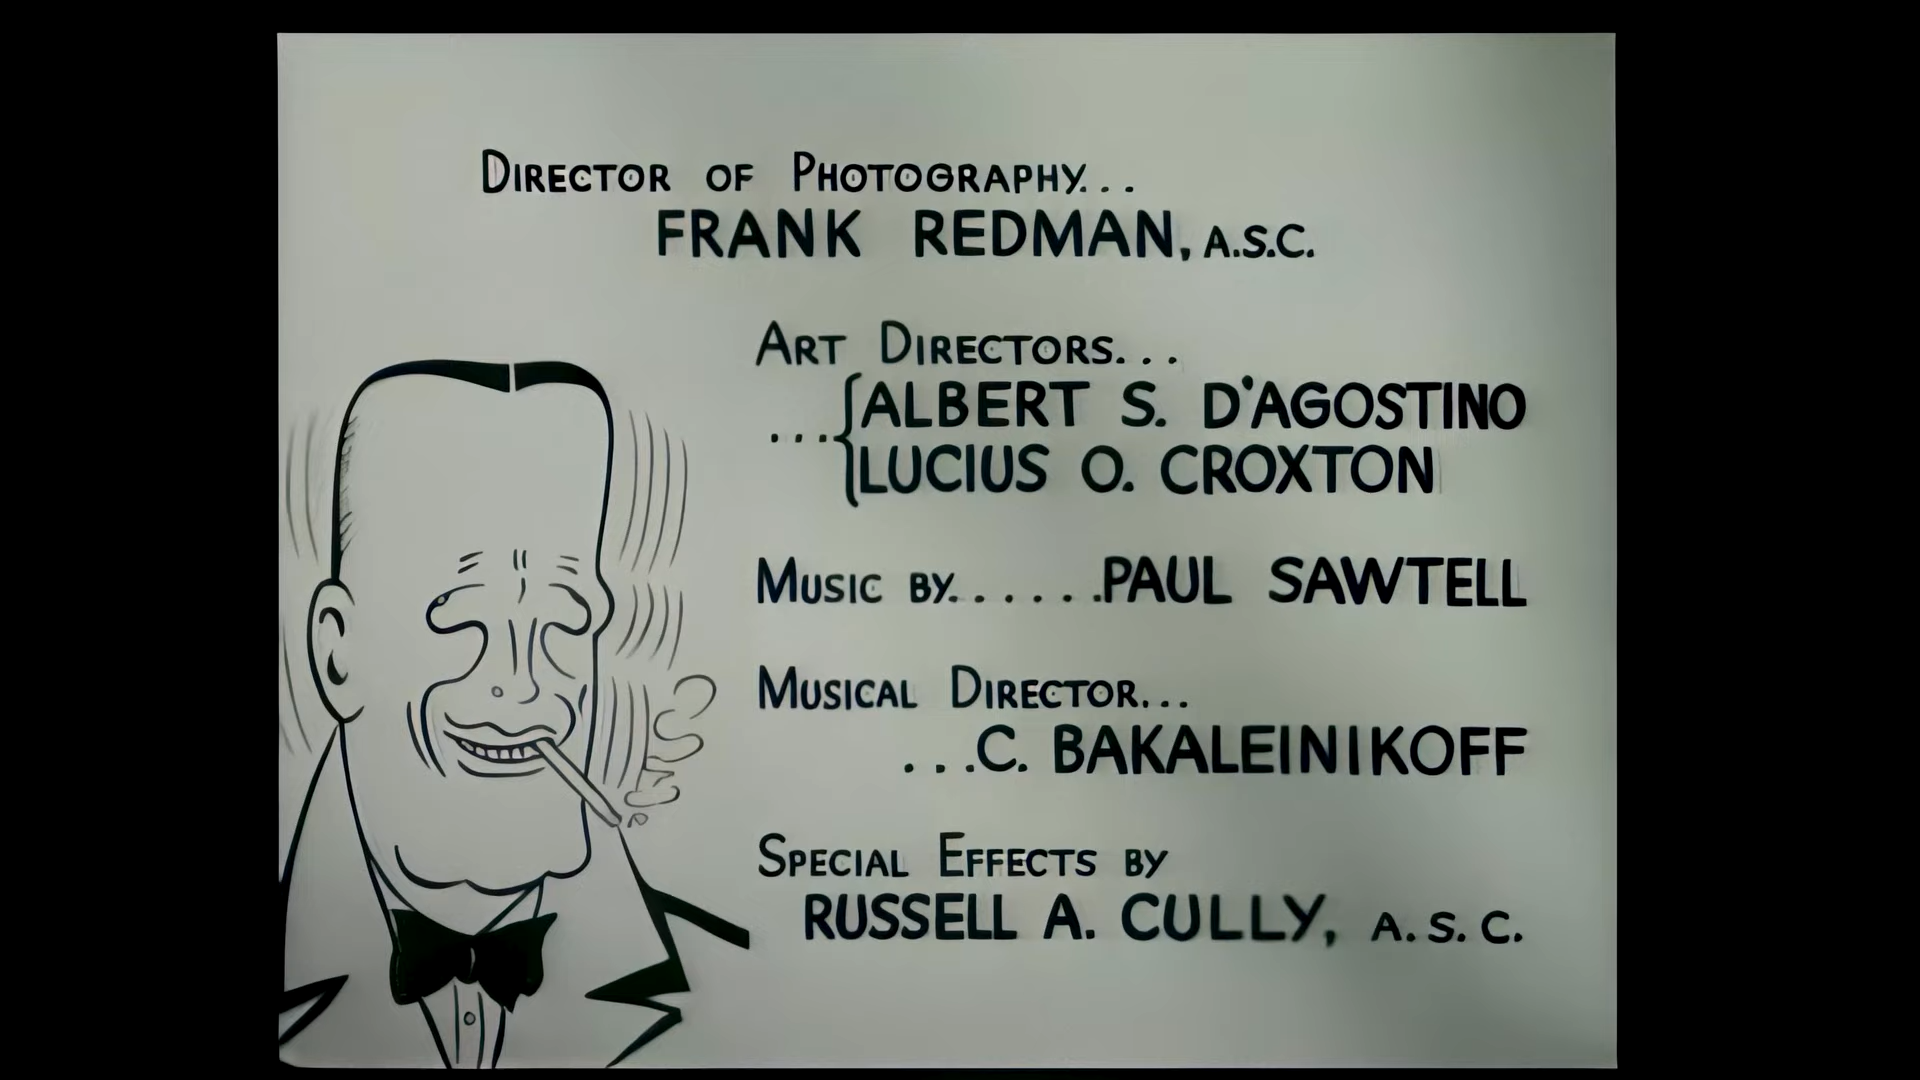 DIRECTOR OF PHOTOGRAPHY...
FRANK REDMAN, A.S.C.
ART DIRECTORS...
...{ALBERT S. D'AGOSTINO
LUCIUS O. CROXTON
MUSIC BY.......PAUL SAWTELL
MUSICAL DIRECTOR...
...C. BAKALEINIKOFF
SPECIAL EFFECTS BY
RUSSELL A. CULLY, A.S.C.